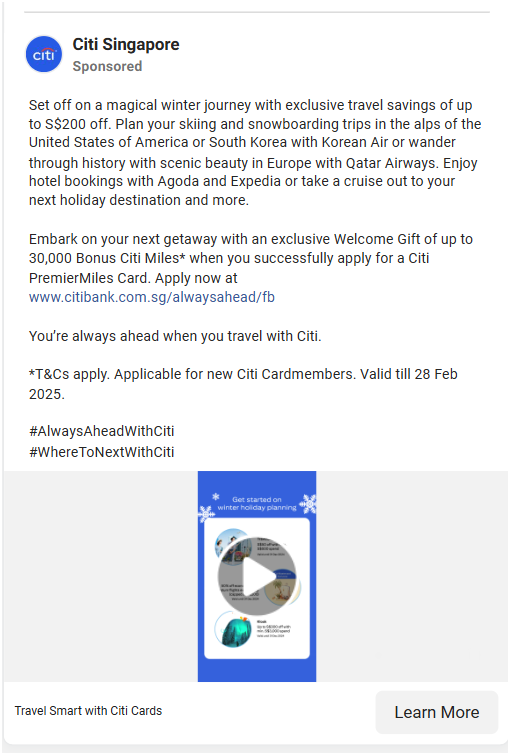 citi
Citi Singapore
Sponsored
Set off on a magical winter journey with exclusive travel savings of up
to S$200 off. Plan your skiing and snowboarding trips in the alps of the
United States of America or South Korea with Korean Air or wander
through history with scenic beauty in Europe with Qatar Airways. Enjoy
hotel bookings with Agoda and Expedia or take a cruise out to your
next holiday destination and more.
Embark on your next getaway with an exclusive Welcome Gift of up to
30,000 Bonus Citi Miles* when you successfully apply for a Citi
PremierMiles Card. Apply now at
www.citibank.com.sg/alwaysahead/fb
You’re always ahead when you travel with Citi.
*T&Cs apply. Applicable for new Citi Cardmembers. Valid till 28 Feb
2025.
#AlwaysAheadWithCiti
#WhereToNextWithCiti
Get started on
winter holiday planning
Travel Smart with Citi Cards
Learn More